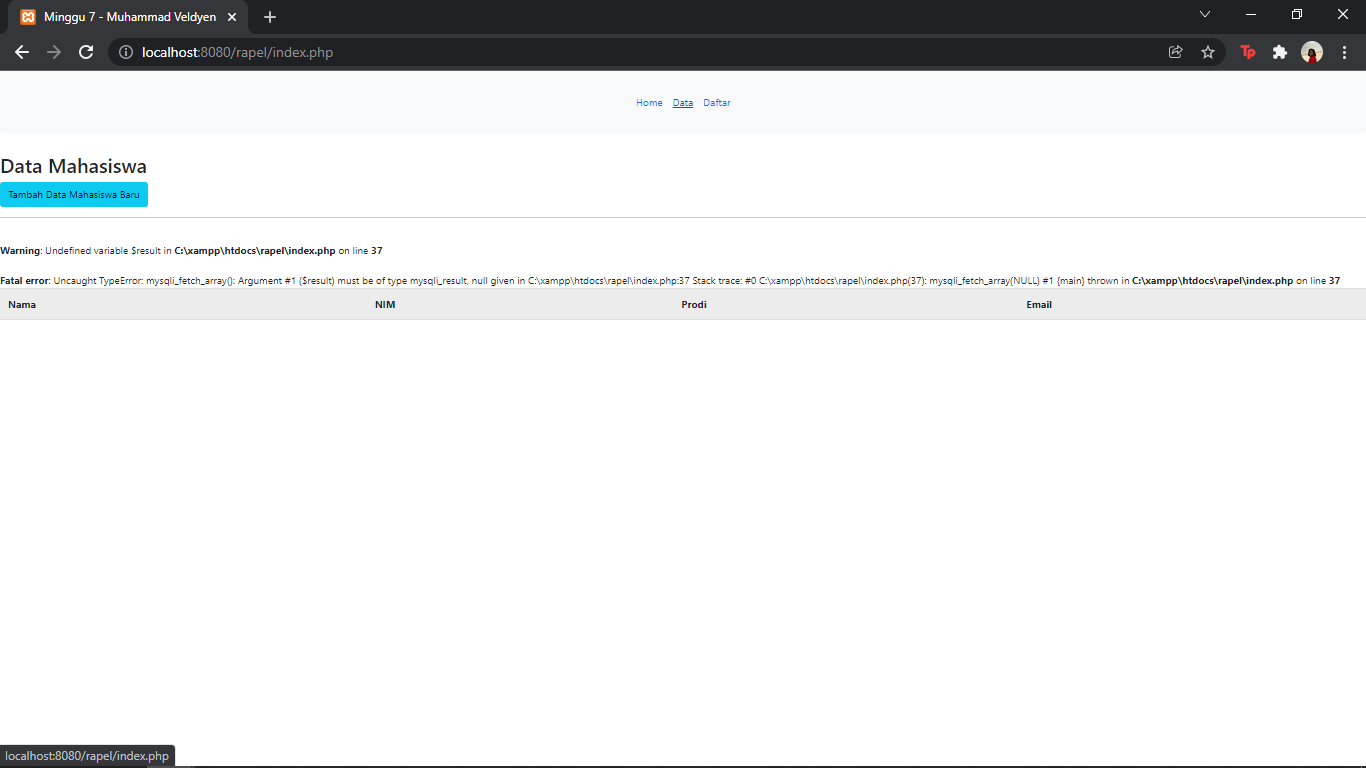 Minggu 7 - Muhammad Veldyen
localhost:8080/rapel/index.php
Tp
Home Data Daftar
Data Mahasiswa
Tambah Data Mahasiswa Baru
Warning: Undefined variable $result in C:\xampp\htdocs\rapel\index.php on line 37
Fatal error: Uncaught TypeError: mysqli_fetch_array(): Argument #1 ($result) must be of type mysqli_result, null given in C:\xampp\htdocs\rapel\index.php:37 Stack trace: #0 C:\xampp\htdocs\rapel\index.php(37): mysqli_fetch_array(NULL) #1 {main} thrown in C:\xampp\htdocs\rapel\index.php on line 37
Nama NIM Prodi Email
localhost:8080/rapel/index.php